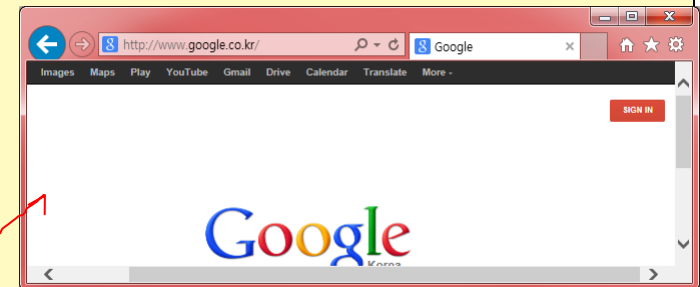 http://www.google.co.kr/ Google
Images Maps Play YouTube Gmail Drive Calendar Translate More
SIGN IN
Google
Korea